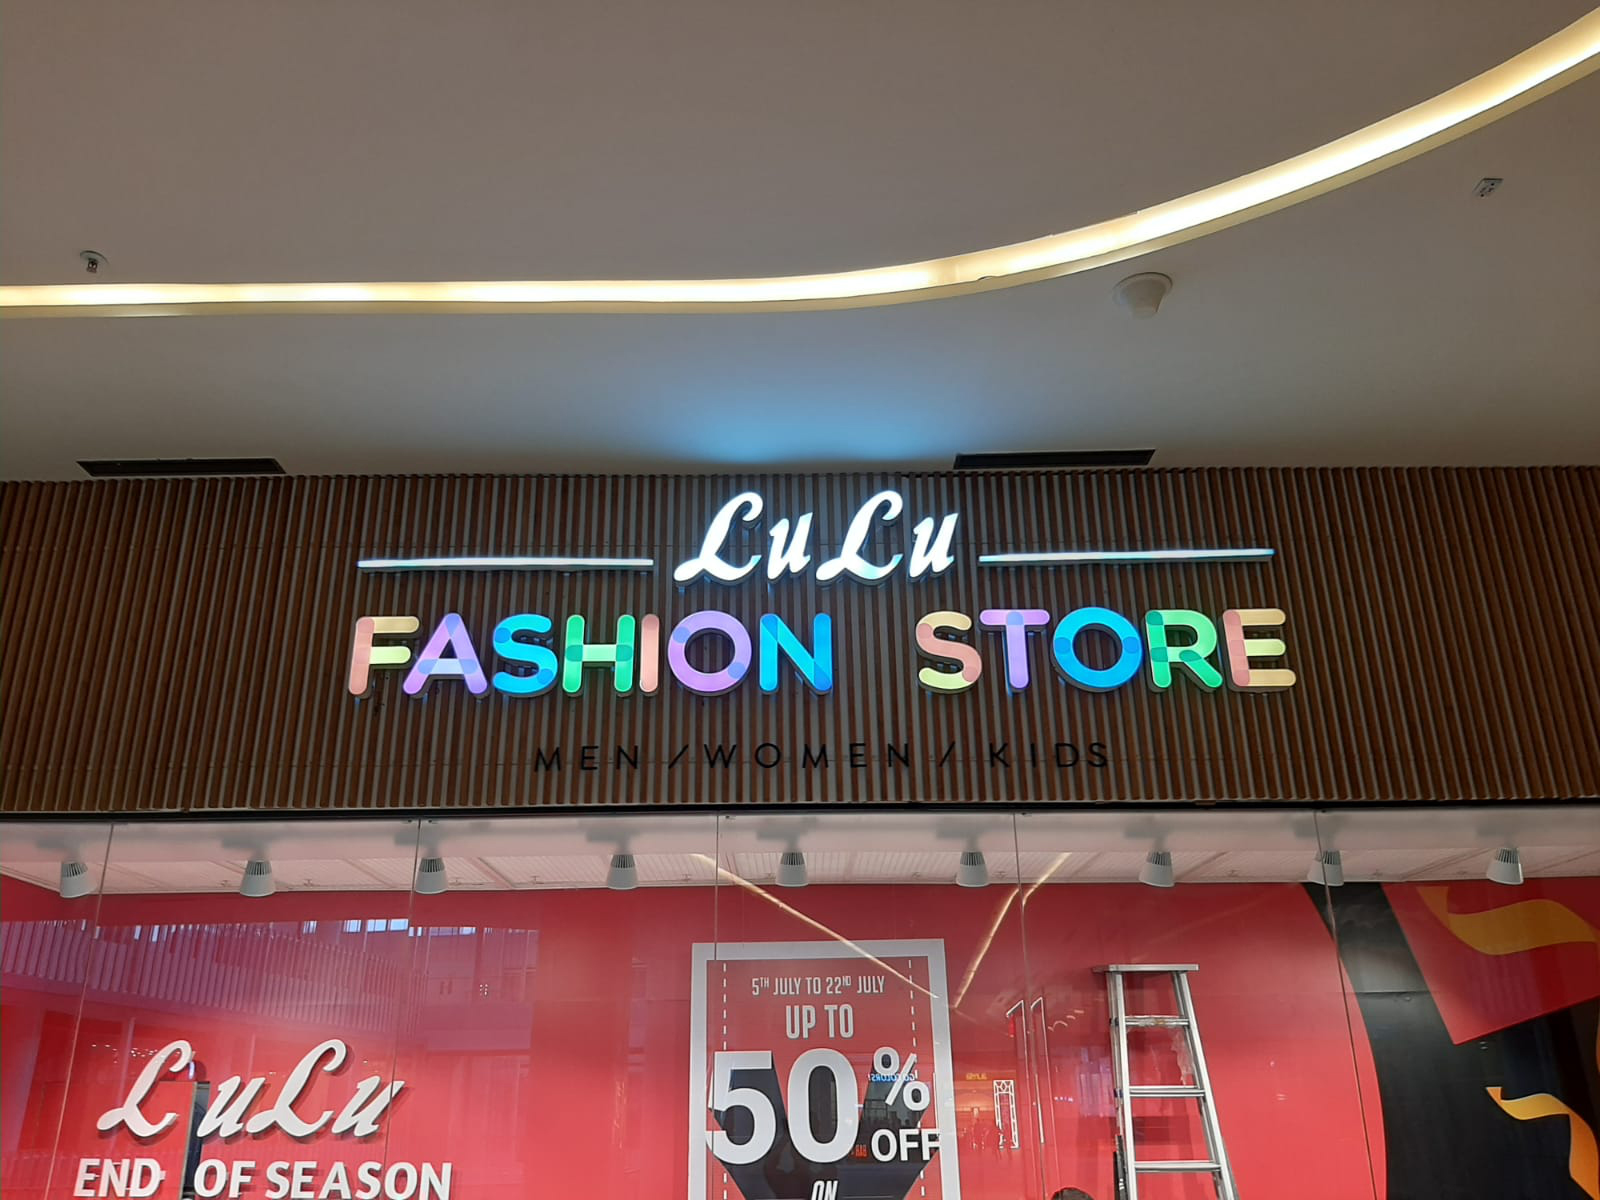 LuLu
FASHION STORE
MEN / WOMEN / KIDS
5TH JULY TO 22ND JULY
UP TO
50% OFF
ON
LuLu
END OF SEASON